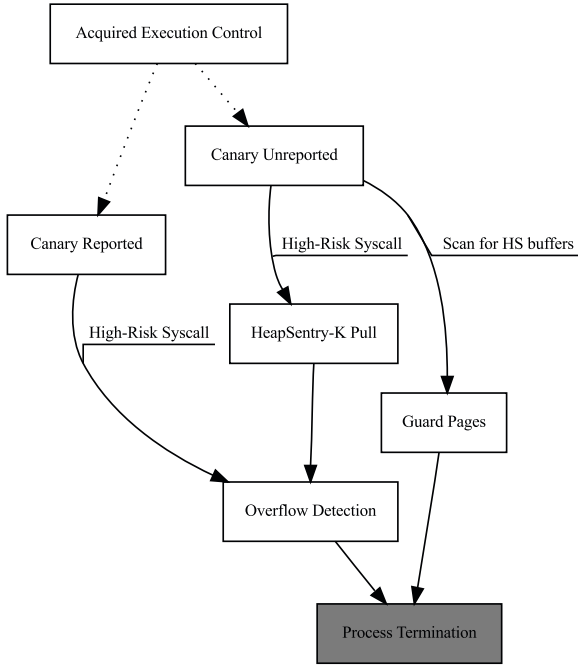 Acquired Execution Control
Canary Unreported
Canary Reported
High-Risk Syscall
Scan for HS buffers
HeapSentry-K Pull
High-Risk Syscall
Guard Pages
Overflow Detection
Process Termination